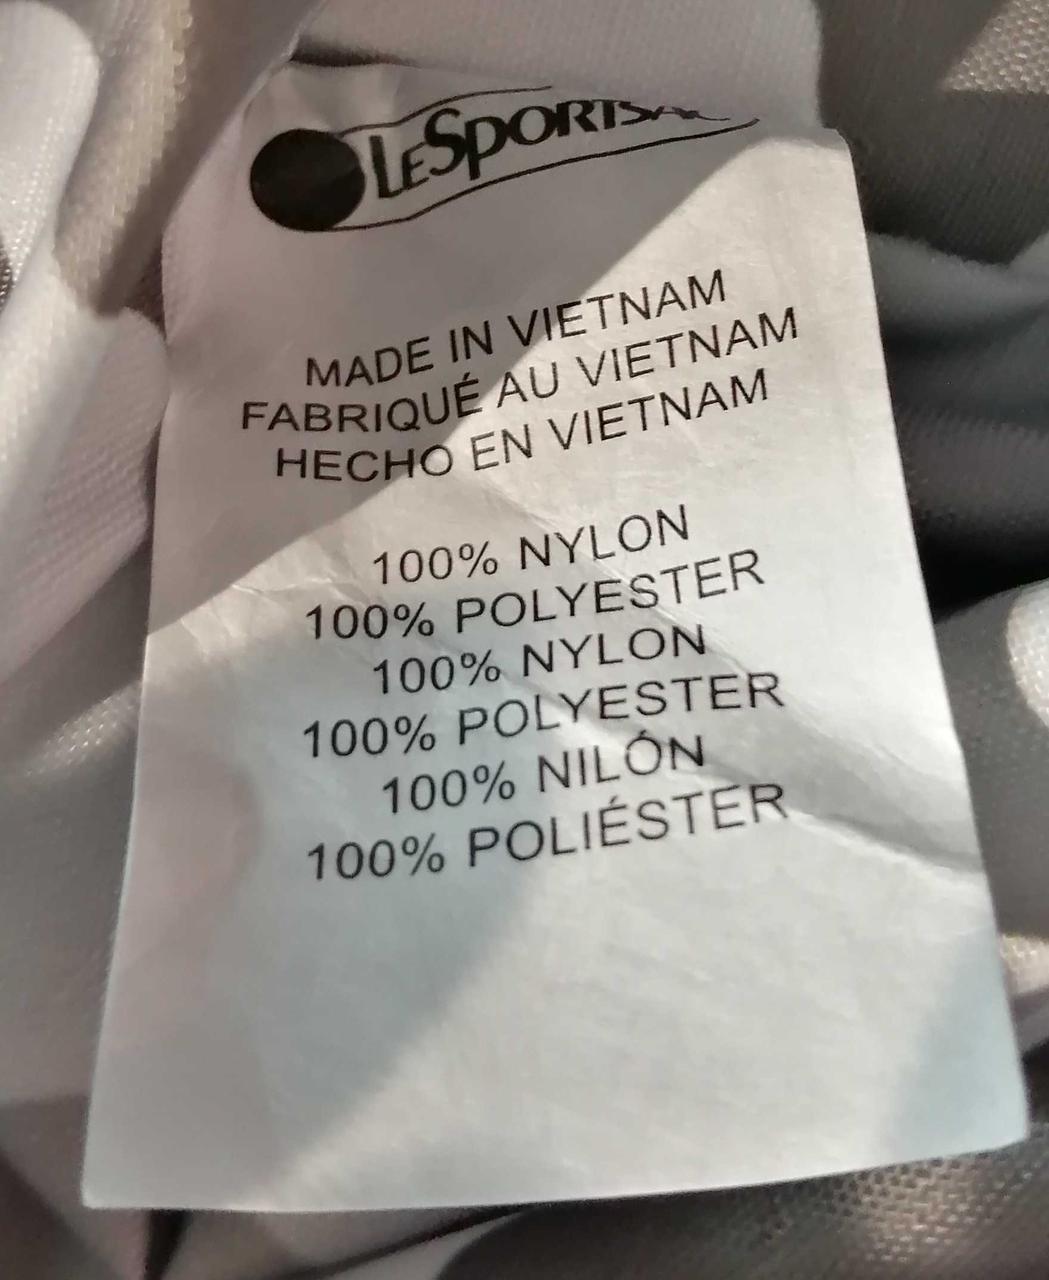 LeSportsac
MADE IN VIETNAM
FABRIQUÉ AU VIETNAM
HECHO EN VIETNAM
100% NYLON
100% POLYESTER
100% NYLON
100% POLYESTER
100% NILÓN
100% POLIÉSTER